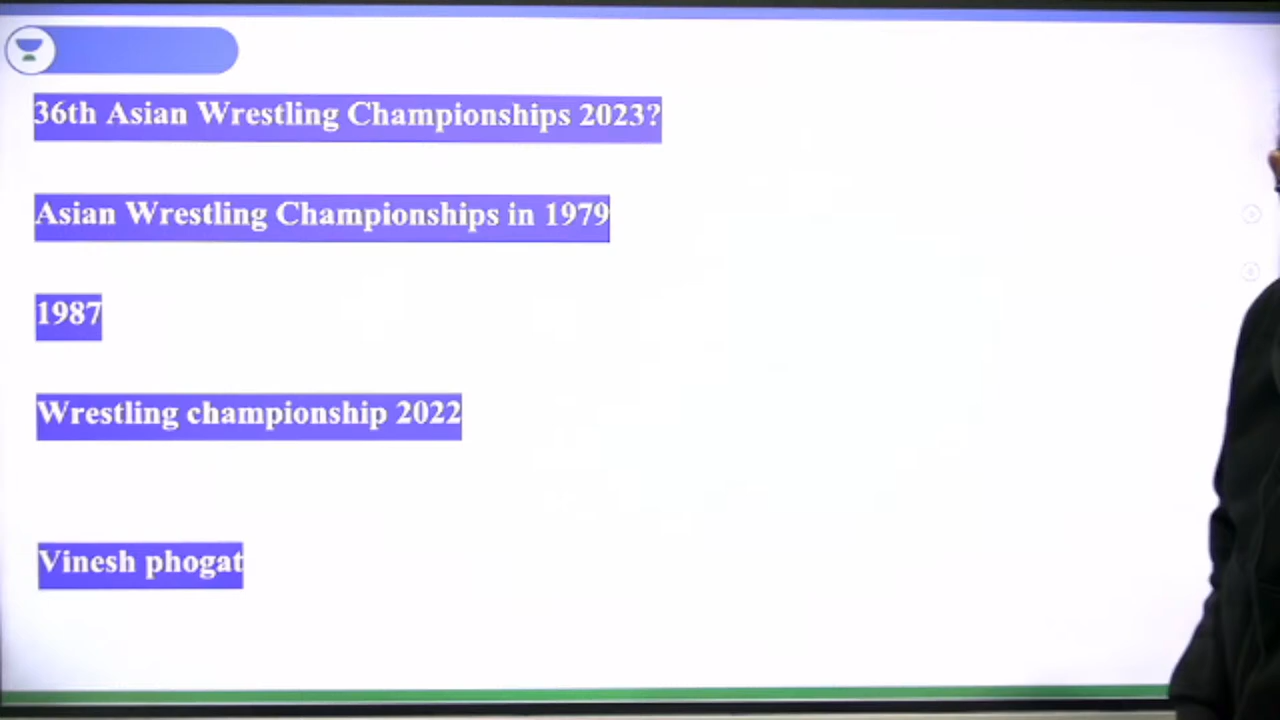 36th Asian Wrestling Championships 2023?
Asian Wrestling Championships in 1979
1987
Wrestling championship 2022
Vinesh phogat